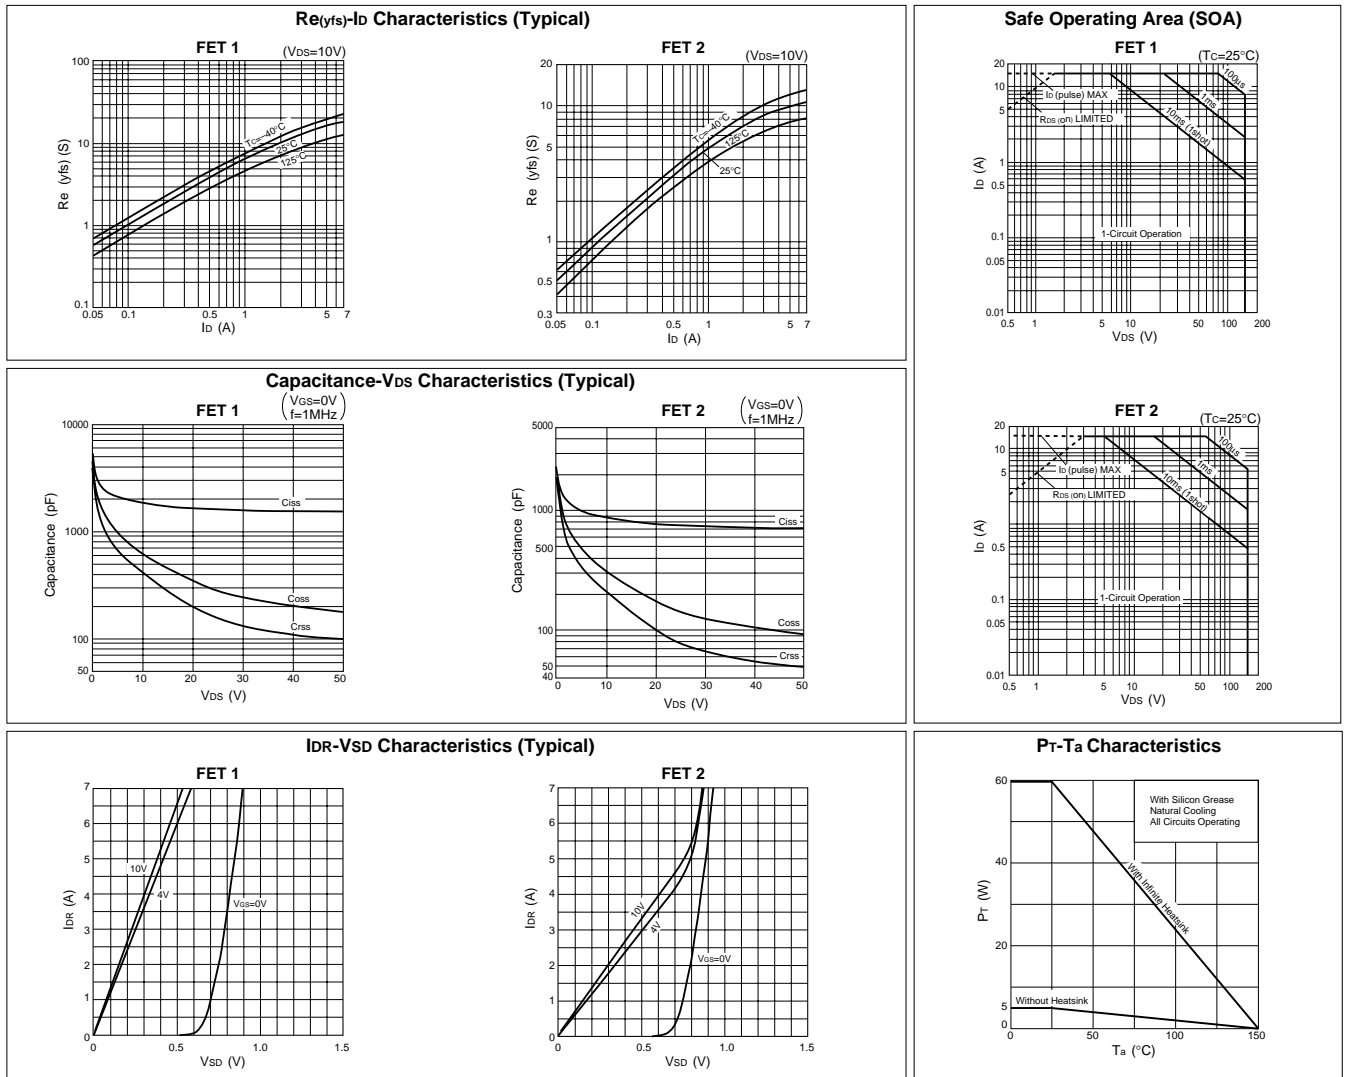 Re(yfs)-ID Characteristics (Typical)
FET 1
(VDS=10V)
100
10
1
0.1
Re (yfs) (S)
TC=–40°C
25°C
125°C
0.05 0.1 0.5 1 5 7
ID (A)
FET 2
(VDS=10V)
20
10
5
1
0.5
0.3
Re (yfs) (S)
TC=–40°C
125°C
25°C
0.05 0.1 0.5 1 5 7
ID (A)
Safe Operating Area (SOA)
FET 1
(TC=25°C)
20
10
5
1
0.5
0.1
0.05
0.01
ID (A)
ID (pulse) MAX
RDS (on) LIMITED
100µs
1ms
10ms (1shot)
1-Circuit Operation
0.5 1 5 10 50 100 200
VDS (V)
FET 2
(TC=25°C)
20
10
5
1
0.5
0.1
0.05
0.01
ID (A)
ID (pulse) MAX
RDS (on) LIMITED
100µs
1ms
10ms (1shot)
1-Circuit Operation
0.5 1 5 10 50 100 200
VDS (V)
Capacitance-VDS Characteristics (Typical)
FET 1
(VGS=0V
f=1MHz)
10000
1000
100
50
Capacitance (pF)
Ciss
Coss
Crss
0 10 20 30 40 50
VDS (V)
FET 2
(VGS=0V
f=1MHz)
5000
1000
500
100
50
40
Capacitance (pF)
Ciss
Coss
Crss
0 10 20 30 40 50
VDS (V)
IDR-VSD Characteristics (Typical)
FET 1
7
6
5
4
3
2
1
0
IDR (A)
10V
4V
VGS=0V
0 0.5 1.0 1.5
VSD (V)
FET 2
7
6
5
4
3
2
1
0
IDR (A)
10V
4V
VGS=0V
0 0.5 1.0 1.5
VSD (V)
PT-Ta Characteristics
60
40
20
5
0
PT (W)
With Silicon Grease
Natural Cooling
All Circuits Operating
With Infinite Heatsink
Without Heatsink
0 50 100 150
Ta (°C)